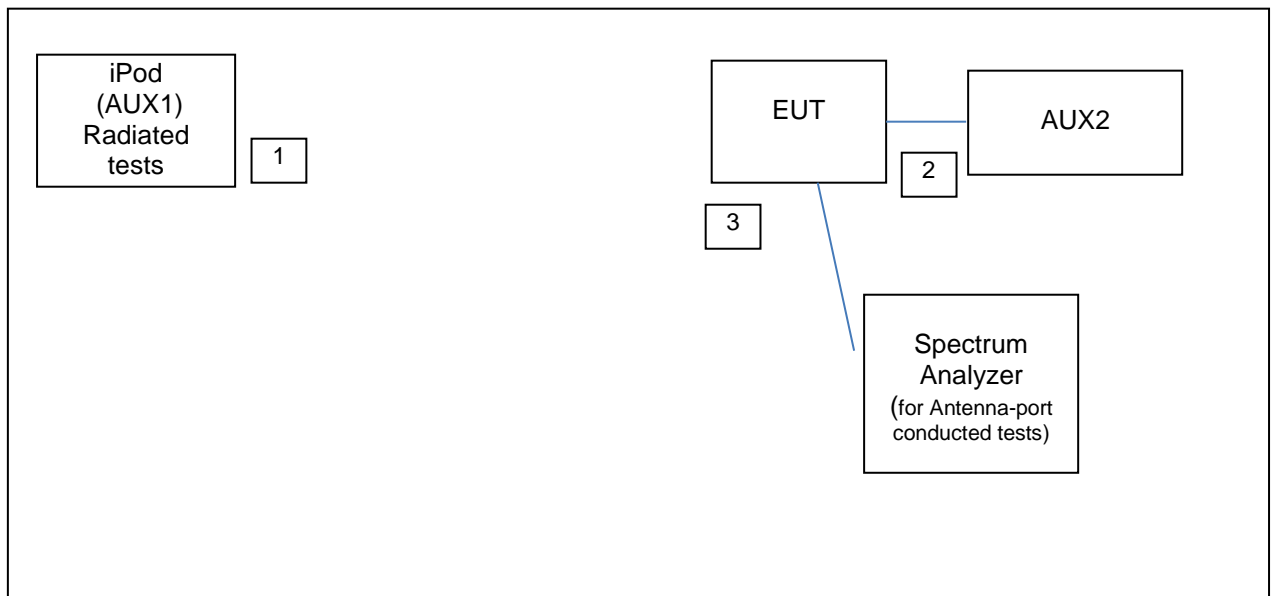 iPod
(AUX1)
Radiated
tests
1
EUT
2
AUX2
3
Spectrum
Analyzer
(for Antenna-port
conducted tests)